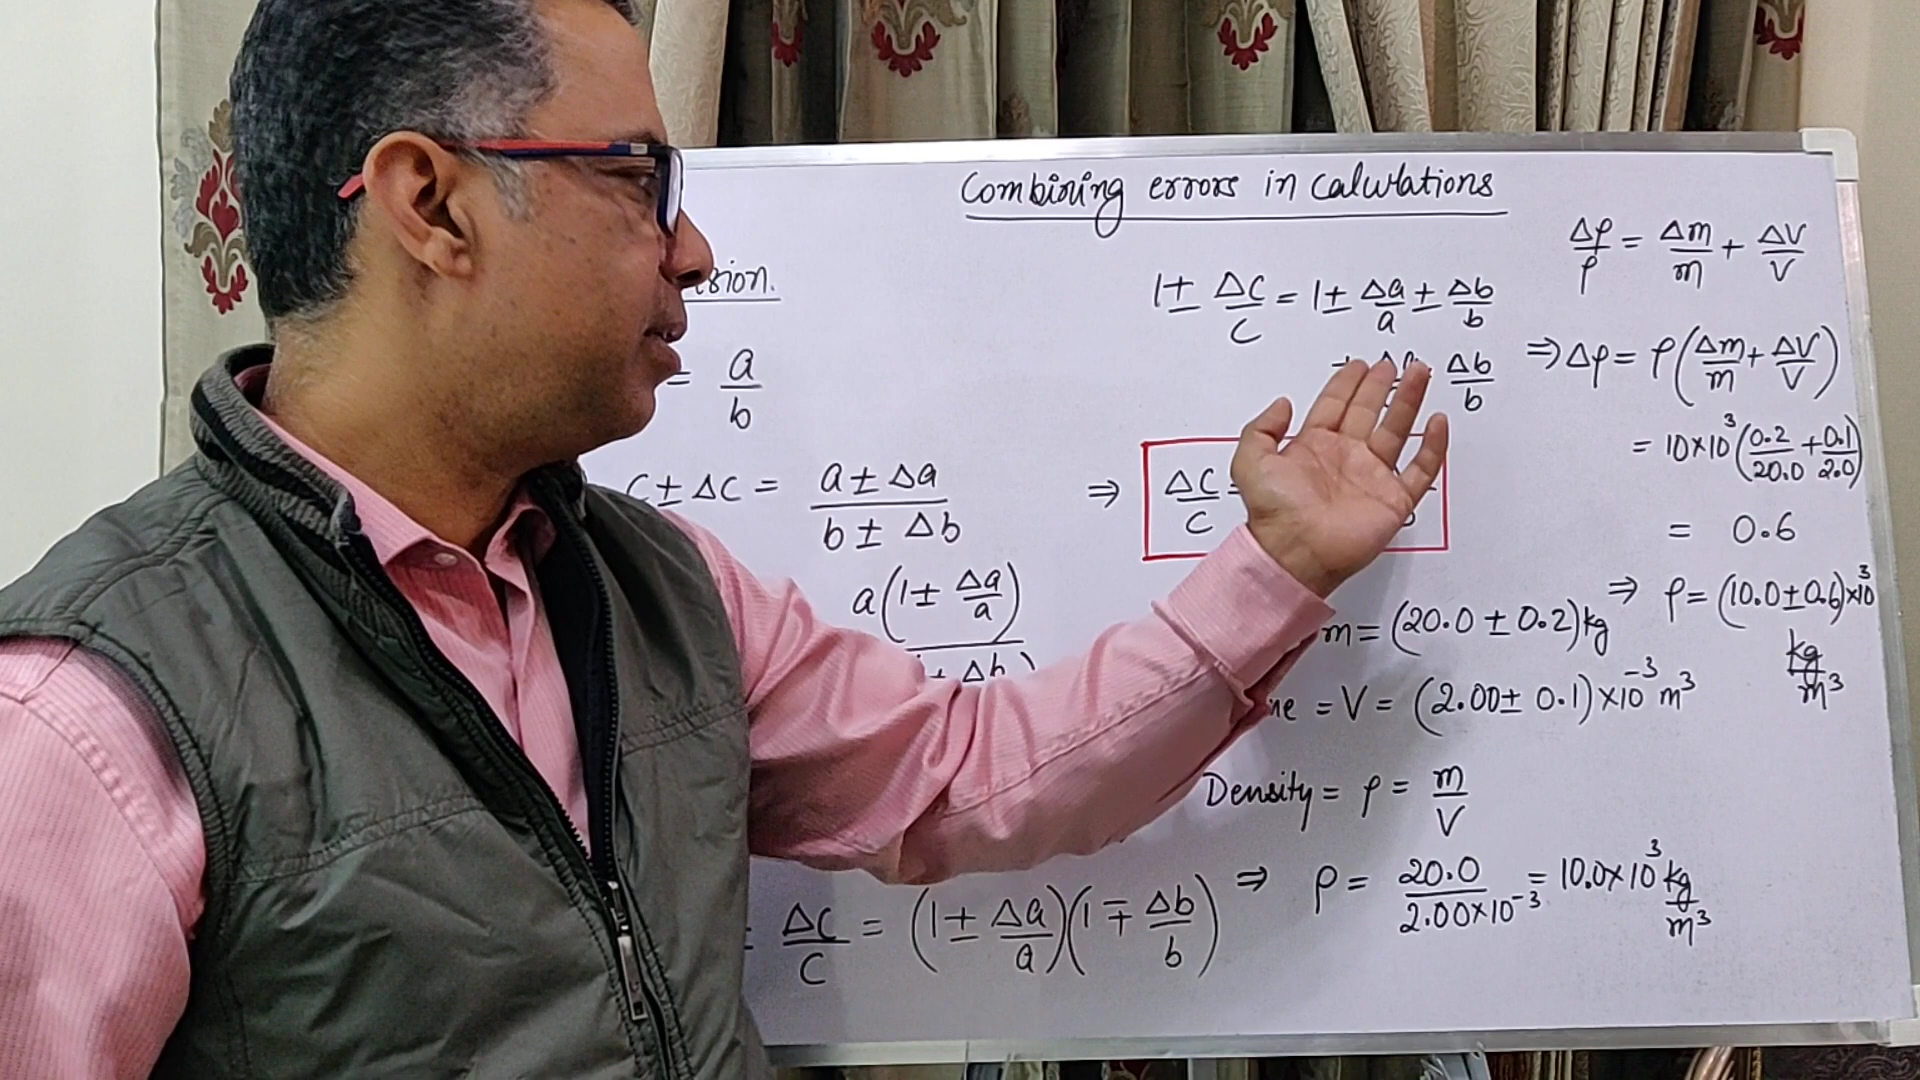 Combining errors in calculations
= a/b
c ± Δc = (a ± Δa)/(b ± Δb)
a(1 ± Δa/a)
± Δb)
Δc/c = (1 ± Δa/a)(1 ∓ Δb/b)
1 ± Δc/c = 1 ± Δa/a ± Δb/b
Δb/b
⇒ Δc/c =
m = (20.0 ± 0.2) kg
= V = (2.00 ± 0.1) × 10⁻³ m³
Density = ρ = m/V
⇒ ρ = 20.0/(2.00×10⁻³) = 10.0×10³ kg/m³
Δρ/ρ = Δm/m + ΔV/V
⇒ Δρ = ρ(Δm/m + ΔV/V)
= 10×10³(0.2/20.0 + 0.1/2.0)
= 0.6
⇒ ρ = (10.0 ± 0.6)×10³ kg/m³